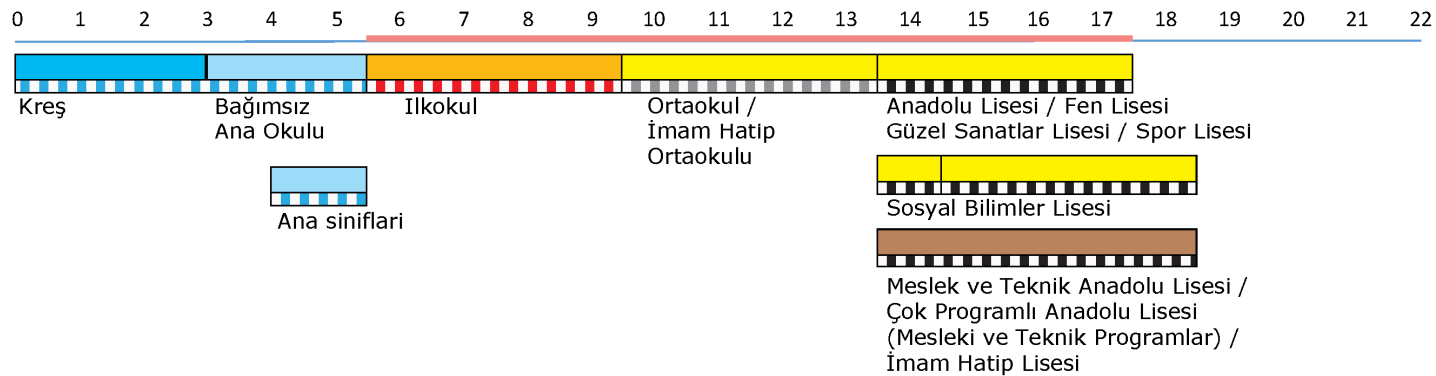 0 1 2 3 4 5 6 7 8 9 10 11 12 13 14 15 16 17 18 19 20 21 22
Kreş
Bağımsız
Ana Okulu
Ilkokul
Ortaokul /
İmam Hatip
Ortaokulu
Anadolu Lisesi / Fen Lisesi
Güzel Sanatlar Lisesi / Spor Lisesi
Ana siniflari
Sosyal Bilimler Lisesi
Meslek ve Teknik Anadolu Lisesi /
Çok Programlı Anadolu Lisesi
(Mesleki ve Teknik Programlar) /
İmam Hatip Lisesi